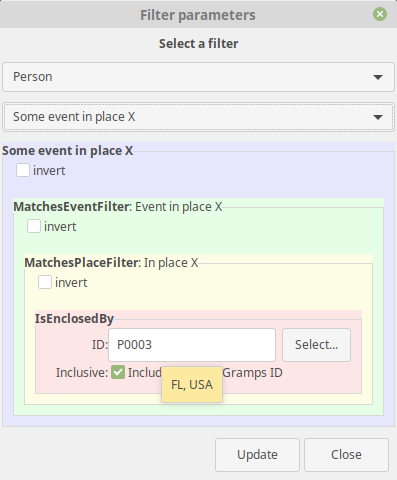 Filter parameters
Select a filter
Person
Some event in place X
Some event in place X
invert
MatchesEventFilter: Event in place X
invert
MatchesPlaceFilter: In place X
invert
IsEnclosedBy
ID: P0003 Select...
Inclusive: Includ Gramps ID
FL, USA
Update Close